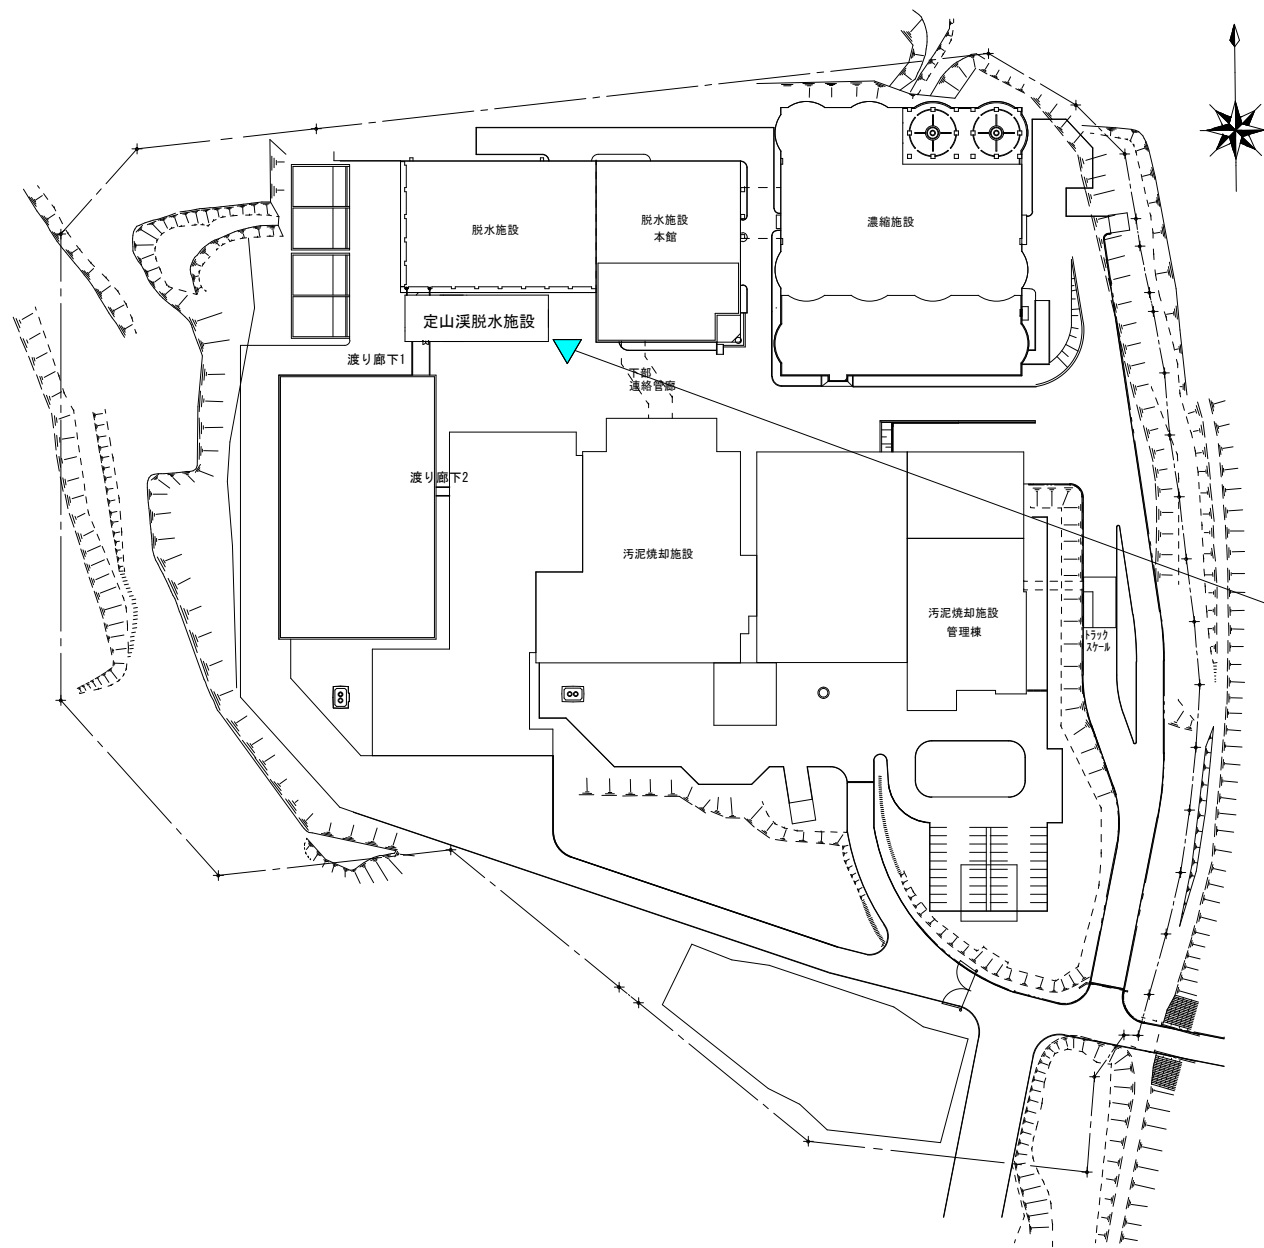 脱水施設
脱水施設
本館
濃縮施設
定山渓脱水施設
渡り廊下1
下部
連絡管廊
渡り廊下2
汚泥焼却施設
汚泥焼却施設
管理棟
トラック
スケール